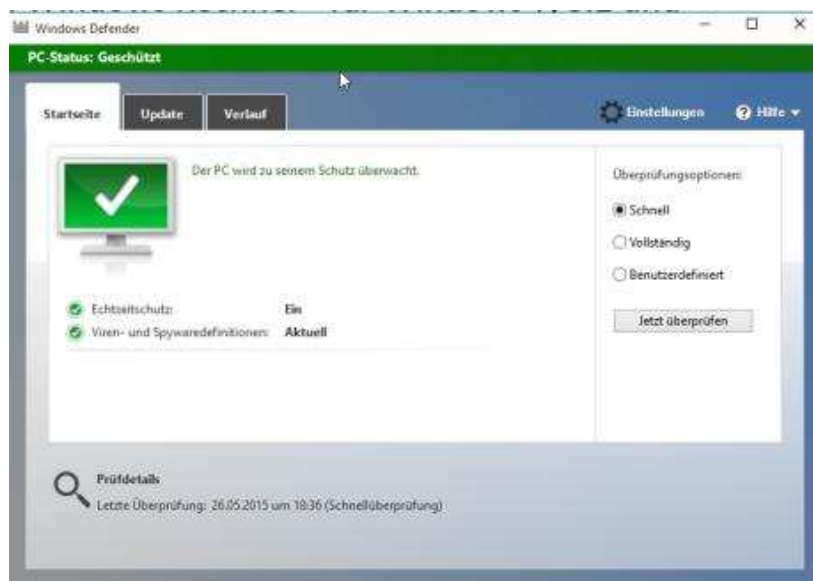 Windows Defender
PC-Status: Geschützt
Startseite
Update
Verlauf
Einstellungen
Hilfe
Der PC wird zu seinem Schutz überwacht.
Echtzeitschutz: Ein
Viren- und Spywaredefinitionen: Aktuell
Überprüfungsoptionen:
Schnell
Vollständig
Benutzerdefiniert
Jetzt überprüfen
Prüfdetails
Letzte Überprüfung: 26.05.2015 um 18:36 (Schnellüberprüfung)